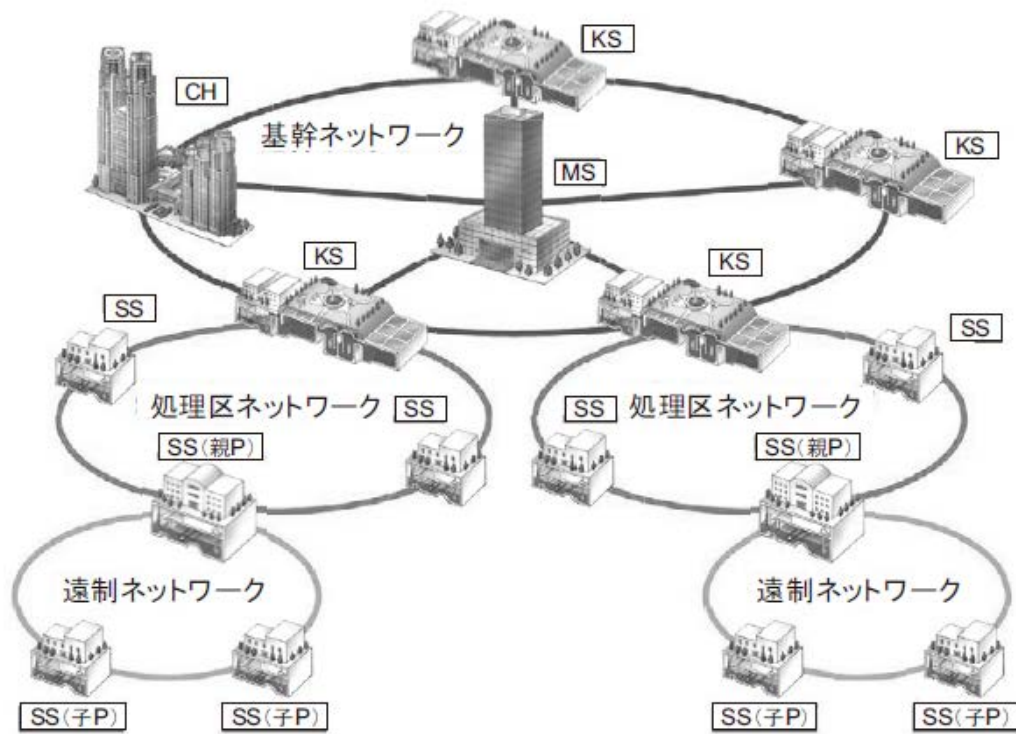 KS
CH
基幹ネットワーク
KS
MS
KS
KS
SS
SS
処理区ネットワーク
SS
SS
処理区ネットワーク
SS(親P)
SS(親P)
遠制ネットワーク
遠制ネットワーク
SS(子P)
SS(子P)
SS(子P)
SS(子P)